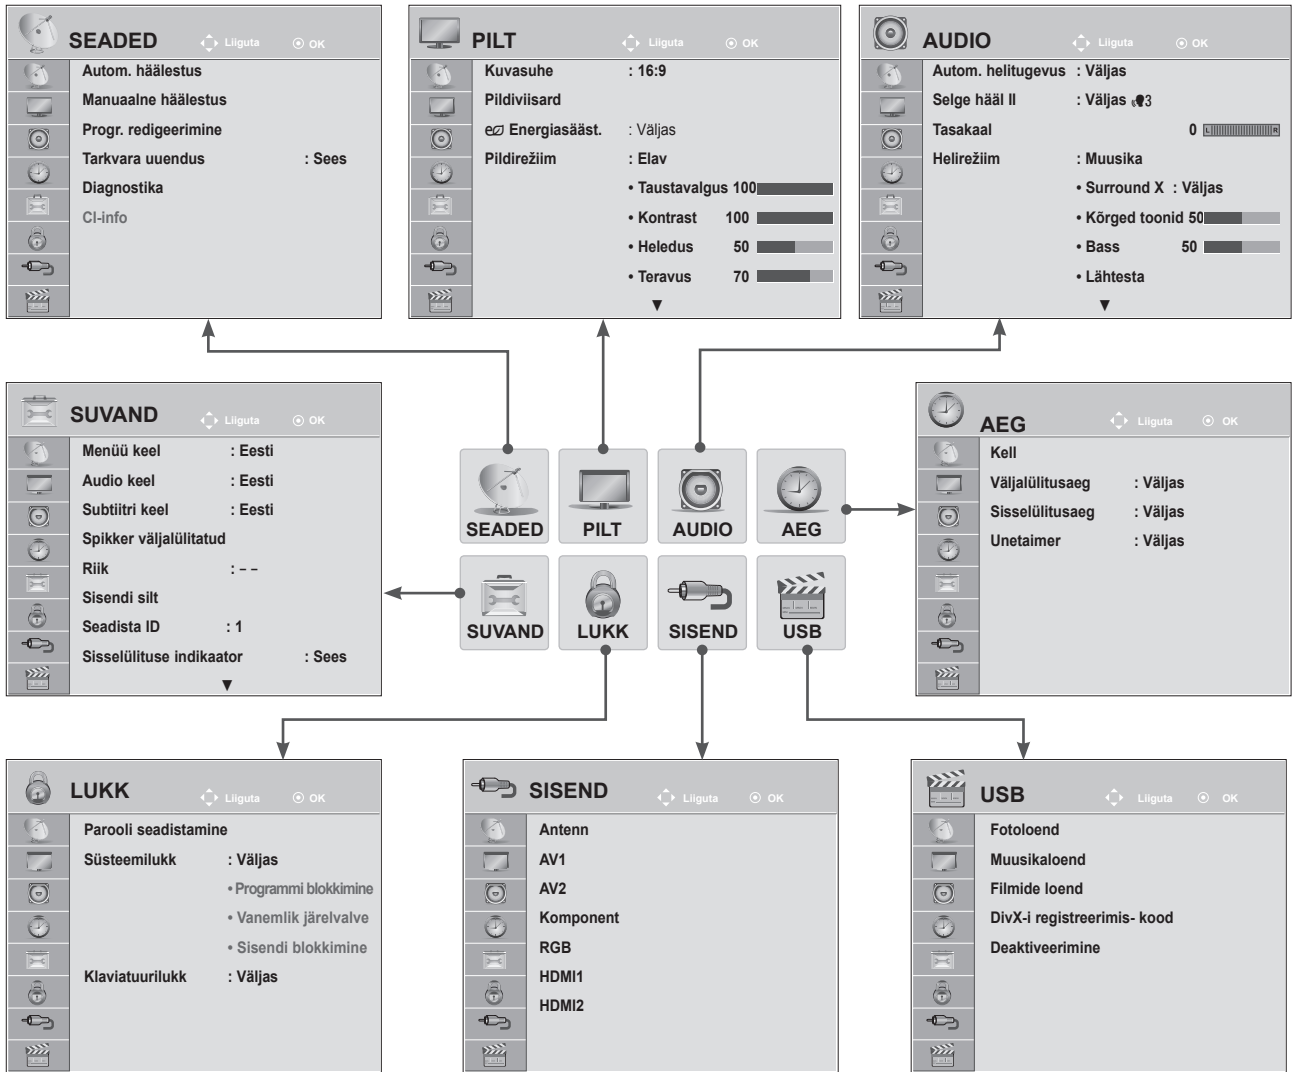 SEADED Liiguta OK
Autom. häälestus
Manuaalne häälestus
Progr. redigeerimine
Tarkvara uuendus : Sees
Diagnostika
CI-info
PILT Liiguta OK
Kuvasuhe : 16:9
Pildiviisard
Energiasääst. : Väljas
Pildirežiim : Elav
• Taustavalgus 100
• Kontrast 100
• Heledus 50
• Teravus 70
▼
AUDIO Liiguta OK
Autom. helitugevus : Väljas
Selge hääl II : Väljas 3
Tasakaal 0 L R
Helirežiim : Muusika
• Surround X : Väljas
• Kõrged toonid 50
• Bass 50
• Lähtesta
▼
SUVAND Liiguta OK
Menüü keel : Eesti
Audio keel : Eesti
Subtiitri keel : Eesti
Spikker väljalülitatud
Riik : – –
Sisendi silt
Seadista ID : 1
Sisselülituse indikaator : Sees
▼
SEADED
PILT
AUDIO
AEG
SUVAND
LUKK
SISEND
USB
AEG Liiguta OK
Kell
Väljalülitusaeg : Väljas
Sisselülitusaeg : Väljas
Unetaimer : Väljas
LUKK Liiguta OK
Parooli seadistamine
Süsteemilukk : Väljas
• Programmi blokkimine
• Vanemlik järelvalve
• Sisendi blokkimine
Klaviatuurilukk : Väljas
SISEND Liiguta OK
Antenn
AV1
AV2
Komponent
RGB
HDMI1
HDMI2
USB Liiguta OK
Fotoloend
Muusikaloend
Filmide loend
DivX-i registreerimis- kood
Deaktiveerimine